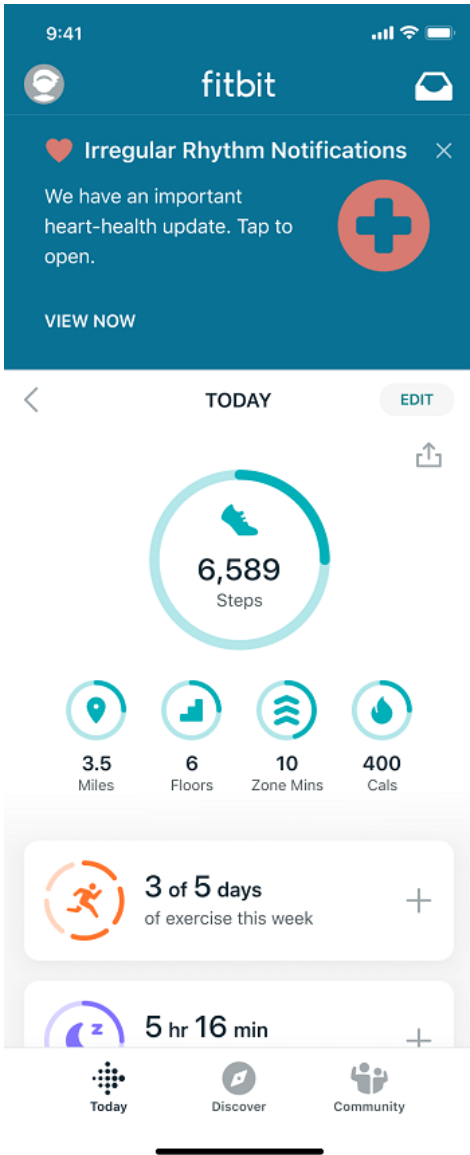 9:41
fitbit
Irregular Rhythm Notifications
We have an important
heart-health update. Tap to
open.
VIEW NOW
TODAY
EDIT
6,589
Steps
3.5
Miles
6
Floors
10
Zone Mins
400
Cals
3 of 5 days
of exercise this week
z
5 hr 16 min
Today
Discover
Community